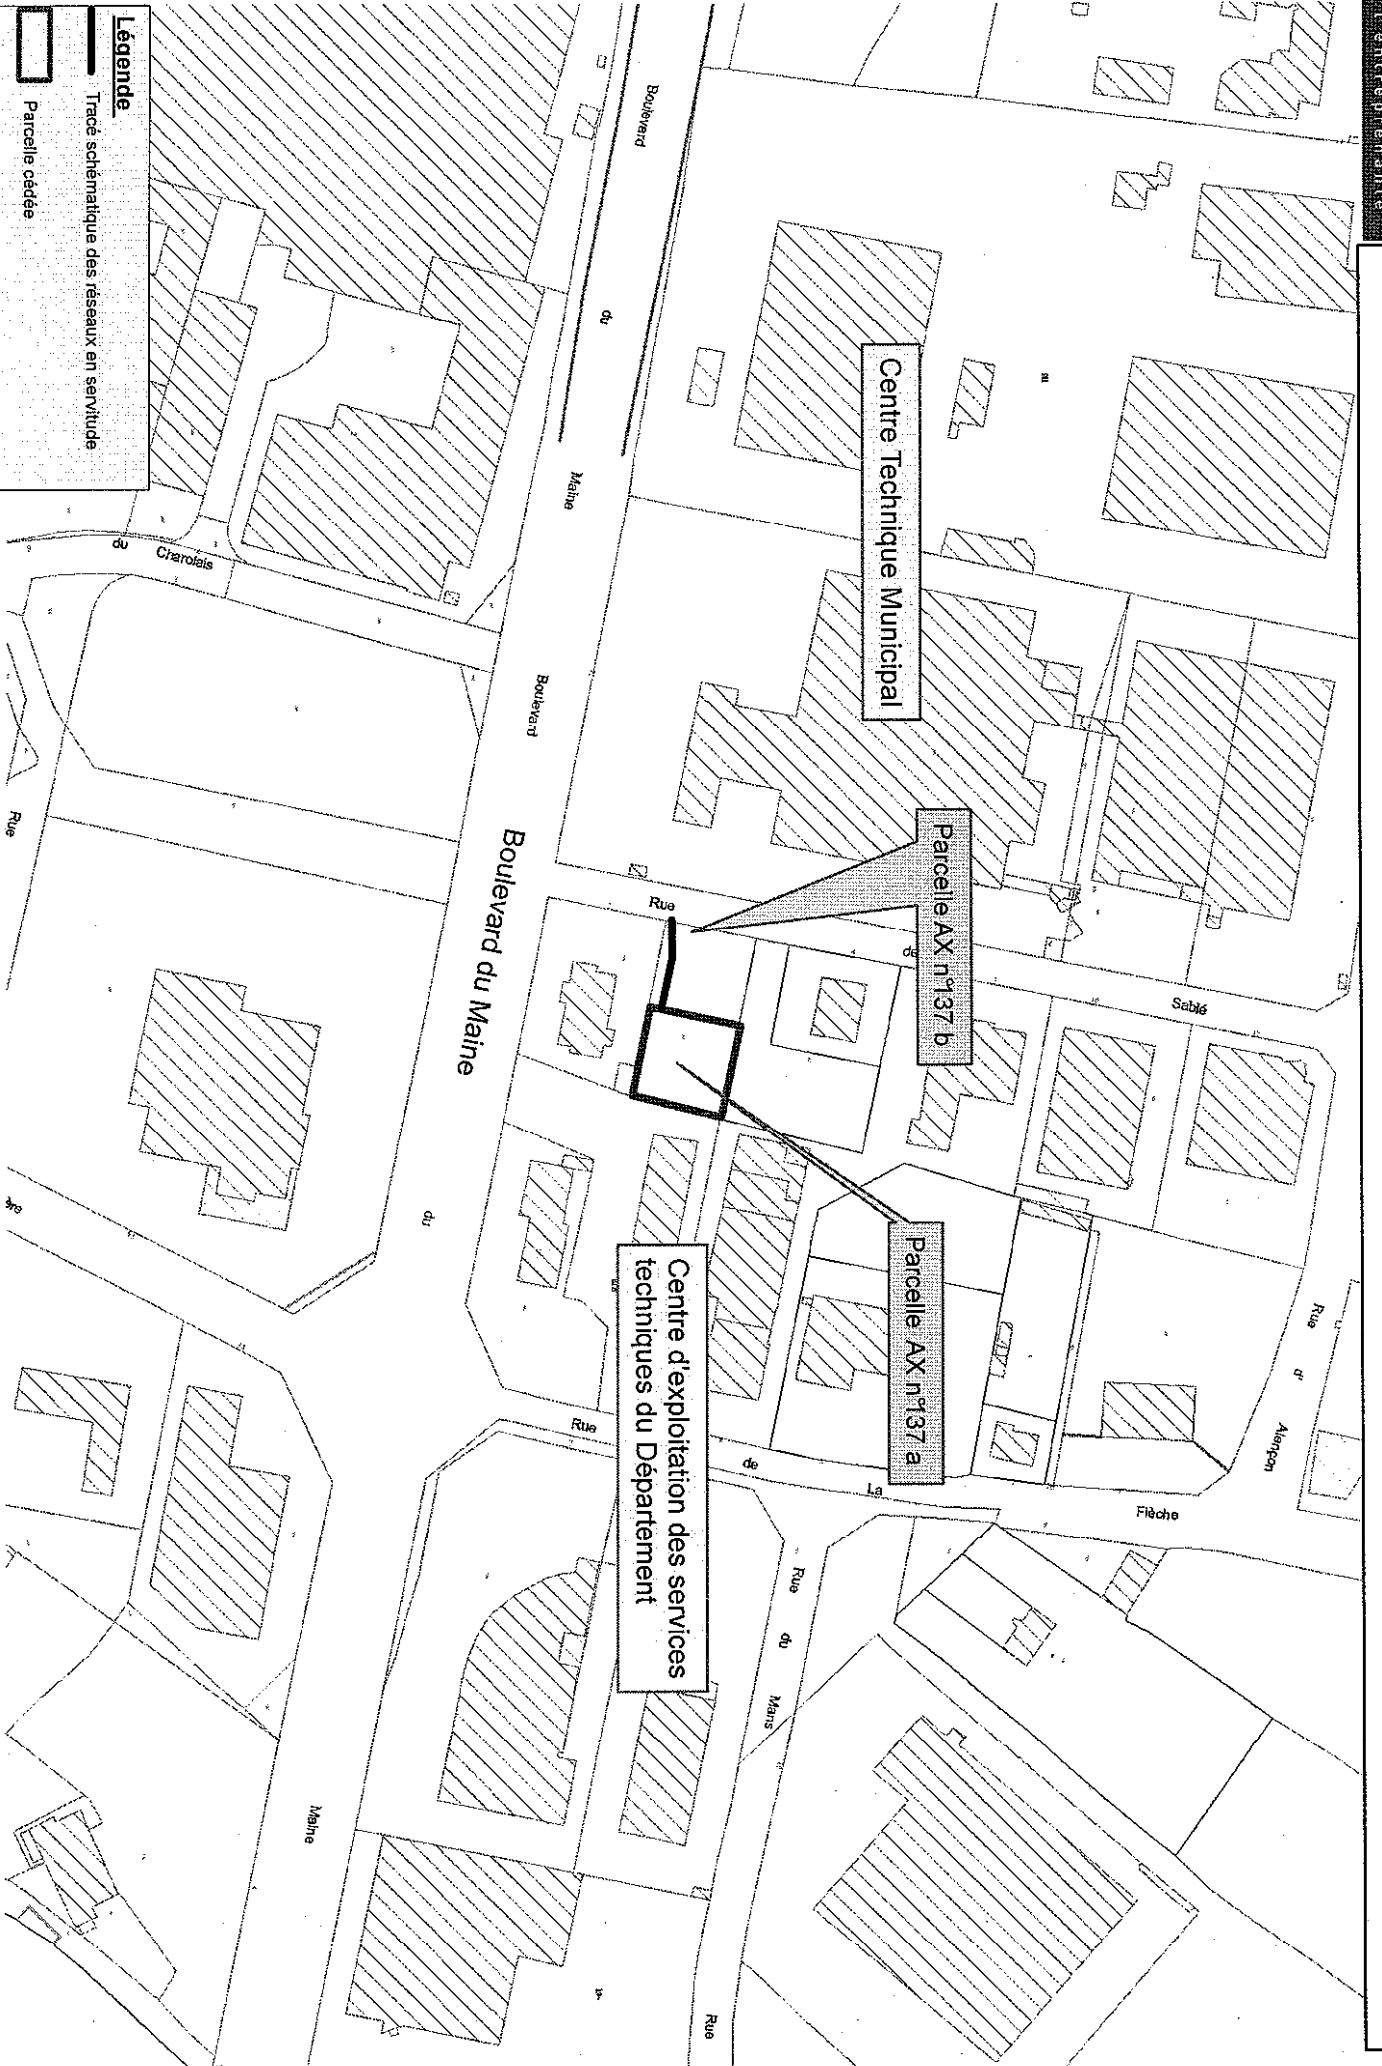 Centre Technique Municipal
Parcelle AX n°137 b
Parcelle AX n°137 a
Centre d'exploitation des services
techniques du Département
Boulevard du Maine
Boulevard
du
Maine
Boulevard
du
Maine
Rue
de
Sablé
Rue
d'
Alençon
Rue
de
La
Flèche
Rue
du
Mans
Rue
du
Charolais
Rue
Légende
Tracé schématique des réseaux en servitude
Parcelle cédée